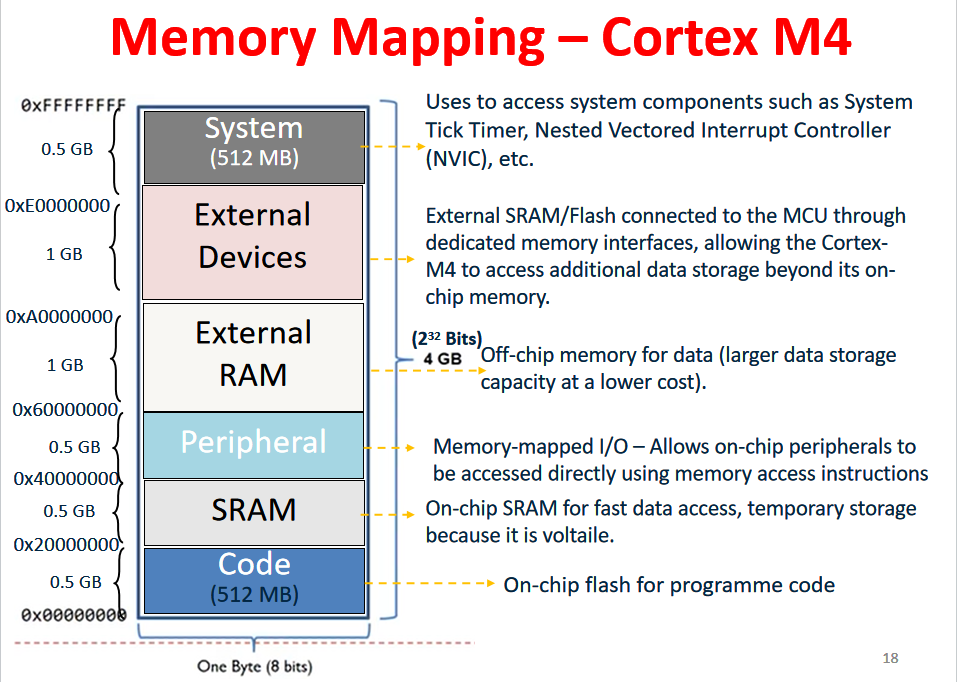 Memory Mapping – Cortex M4
0xFFFFFFFF
0.5 GB
0xE0000000
1 GB
0xA0000000
1 GB
0x60000000
0.5 GB
0x40000000
0.5 GB
0x20000000
0.5 GB
0x00000000
System
(512 MB)
External
Devices
External
RAM
Peripheral
SRAM
Code
(512 MB)
One Byte (8 bits)
(2³² Bits)
4 GB
Uses to access system components such as System
Tick Timer, Nested Vectored Interrupt Controller
(NVIC), etc.
External SRAM/Flash connected to the MCU through
dedicated memory interfaces, allowing the Cortex-
M4 to access additional data storage beyond its on-
chip memory.
Off-chip memory for data (larger data storage
capacity at a lower cost).
Memory-mapped I/O – Allows on-chip peripherals to
be accessed directly using memory access instructions
On-chip SRAM for fast data access, temporary storage
because it is voltaile.
On-chip flash for programme code
18